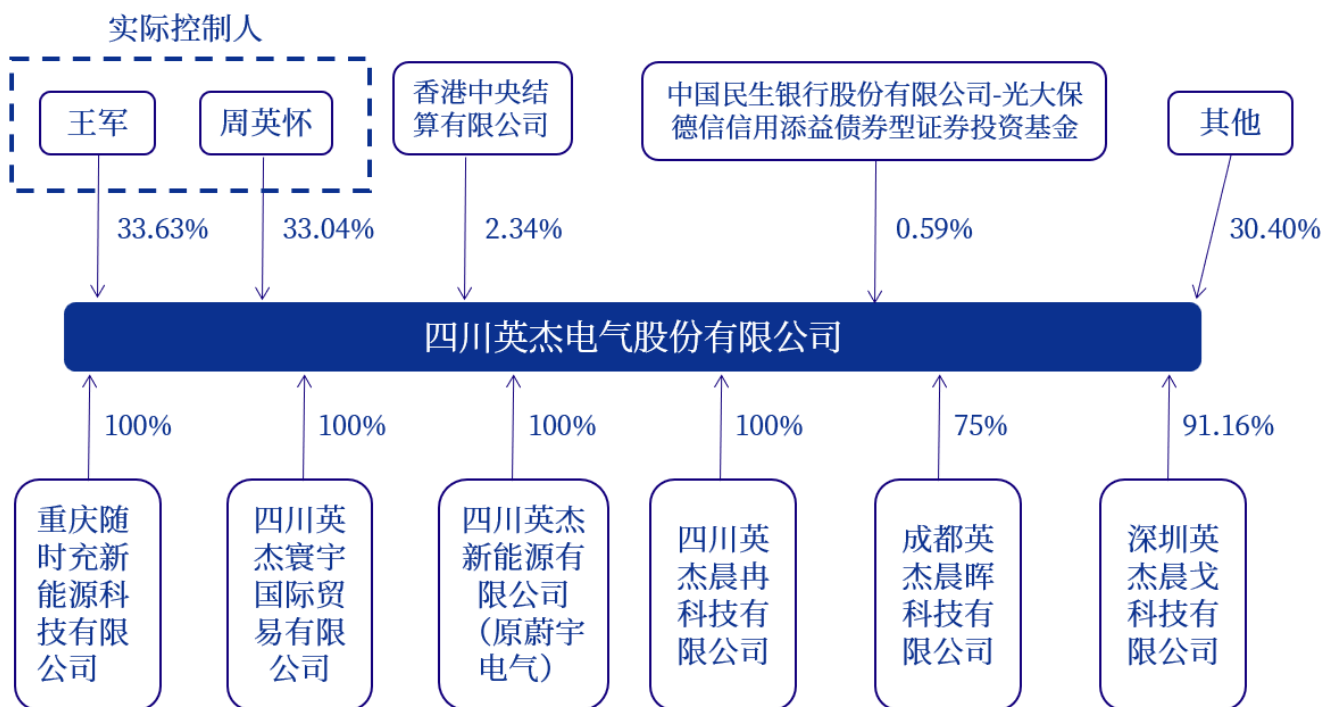 实际控制人
王军
周英怀
香港中央结
算有限公司
中国民生银行股份有限公司-光大保
德信信用添益债券型证券投资基金
其他
33.63%
33.04%
2.34%
0.59%
30.40%
四川英杰电气股份有限公司
100%
100%
100%
100%
75%
91.16%
重庆随
时充新
能源科
技有限
公司
四川英
杰寰宇
国际贸
易有限
公司
四川英杰
新能源有
限公司
（原蔚宇
电气）
四川英
杰晨冉
科技有
限公司
成都英
杰晨晖
科技有
限公司
深圳英
杰晨戈
科技有
限公司